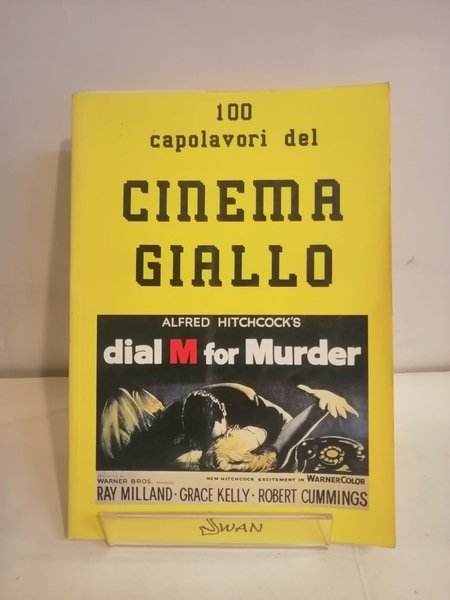 100
capolavori del
CINEMA
GIALLO
ALFRED HITCHCOCK'S
dial M for Murder
WARNER BROS.
NEW HITCHCOCK EXCITEMENT IN WARNERCOLOR
RAY MILLAND · GRACE KELLY · ROBERT CUMMINGS